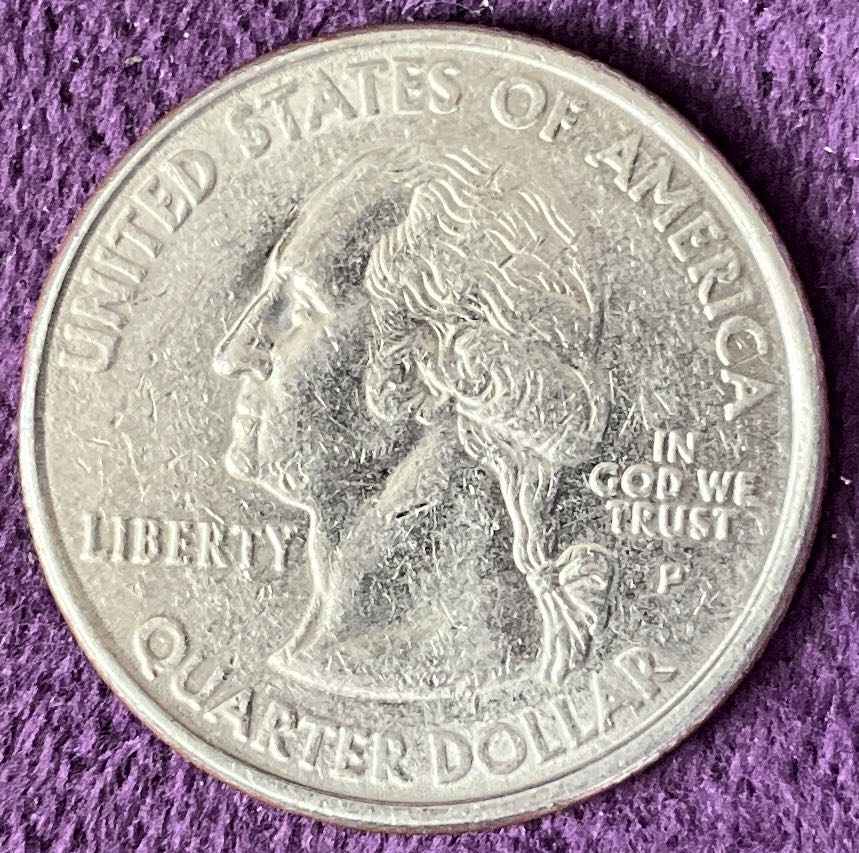 UNITED STATES OF AMERICA
LIBERTY
IN
GOD WE
TRUST
P
QUARTER DOLLAR